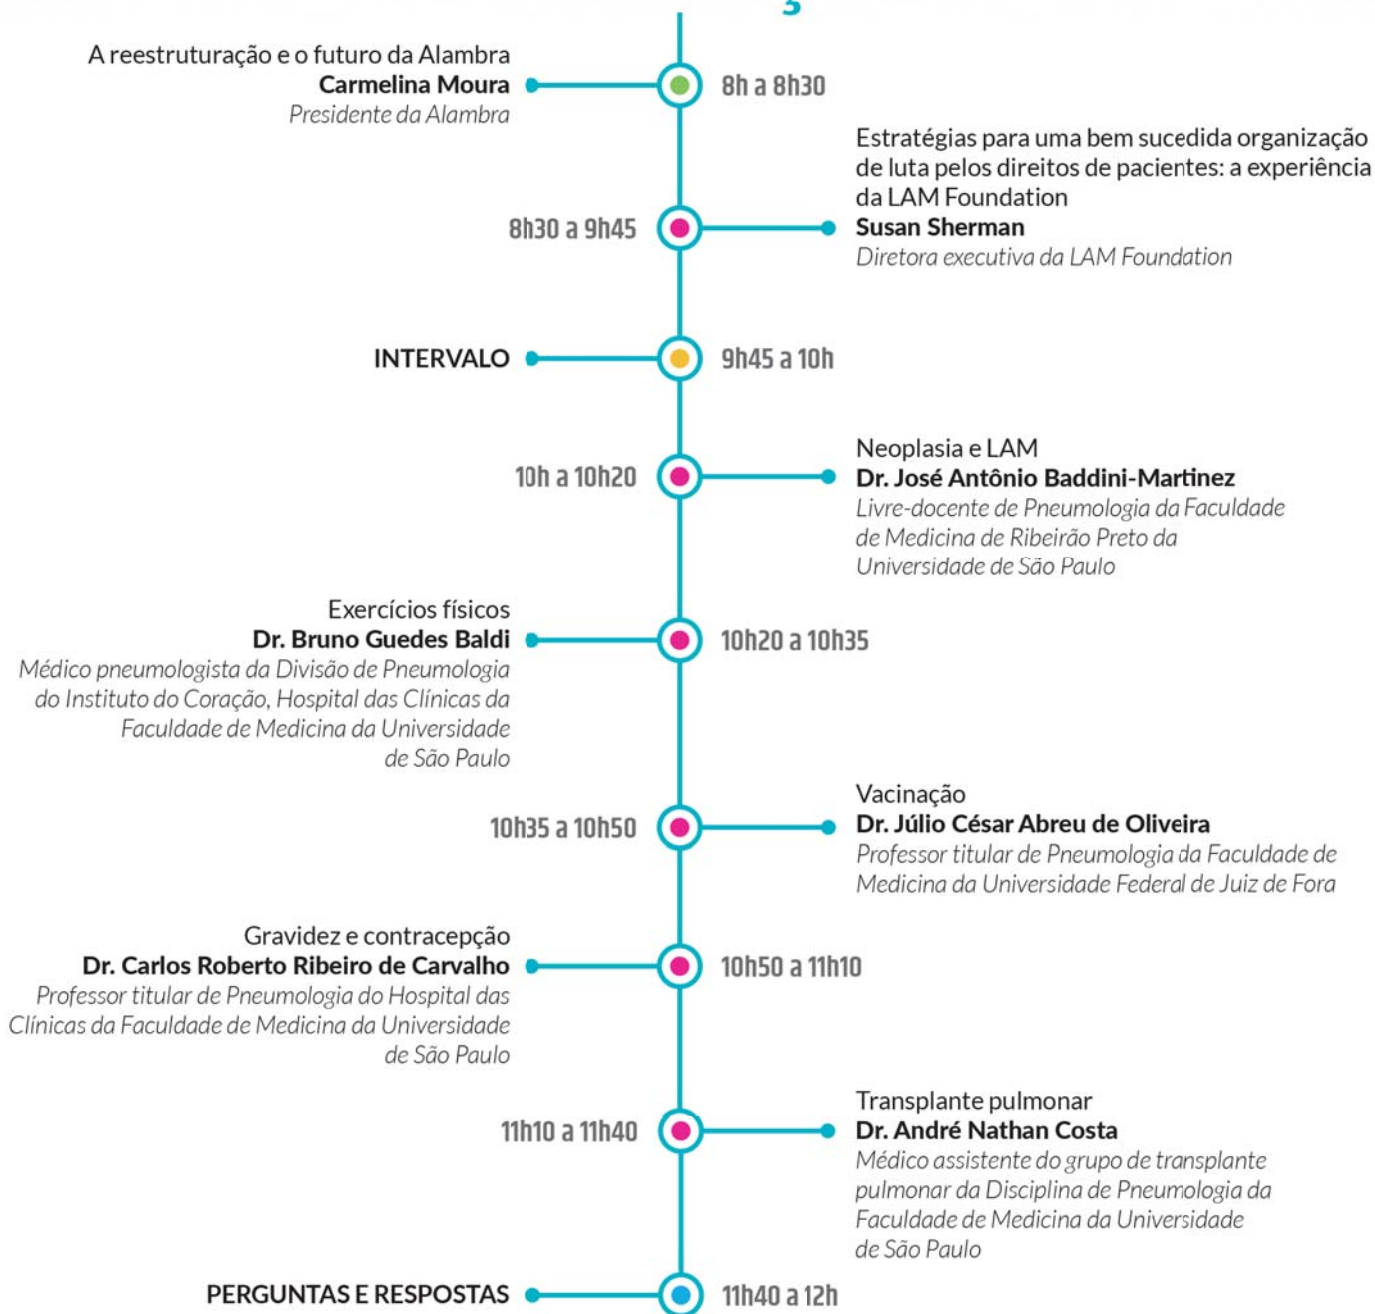 A reestruturação e o futuro da Alambra
Carmelina Moura
Presidente da Alambra
8h a 8h30
Estratégias para uma bem sucedida organização
de luta pelos direitos de pacientes: a experiência
da LAM Foundation
8h30 a 9h45
Susan Sherman
Diretora executiva da LAM Foundation
INTERVALO
9h45 a 10h
Neoplasia e LAM
10h a 10h20
Dr. José Antônio Baddini-Martinez
Livre-docente de Pneumologia da Faculdade
de Medicina de Ribeirão Preto da
Universidade de São Paulo
Exercícios físicos
Dr. Bruno Guedes Baldi
10h20 a 10h35
Médico pneumologista da Divisão de Pneumologia
do Instituto do Coração, Hospital das Clínicas da
Faculdade de Medicina da Universidade
de São Paulo
Vacinação
10h35 a 10h50
Dr. Júlio César Abreu de Oliveira
Professor titular de Pneumologia da Faculdade de
Medicina da Universidade Federal de Juiz de Fora
Gravidez e contracepção
Dr. Carlos Roberto Ribeiro de Carvalho
10h50 a 11h10
Professor titular de Pneumologia do Hospital das
Clínicas da Faculdade de Medicina da Universidade
de São Paulo
Transplante pulmonar
11h10 a 11h40
Dr. André Nathan Costa
Médico assistente do grupo de transplante
pulmonar da Disciplina de Pneumologia da
Faculdade de Medicina da Universidade
de São Paulo
PERGUNTAS E RESPOSTAS
11h40 a 12h